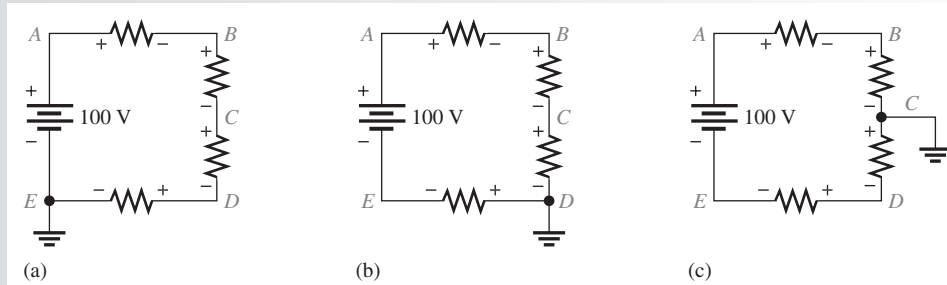 A + − B
+
+
100 V
−
C
+
−
−
E − + D
(a)
A + − B
+
+
100 V
−
C
+
−
−
E − + D
(b)
A + − B
+
+
100 V
−
C
+
−
−
E − + D
(c)